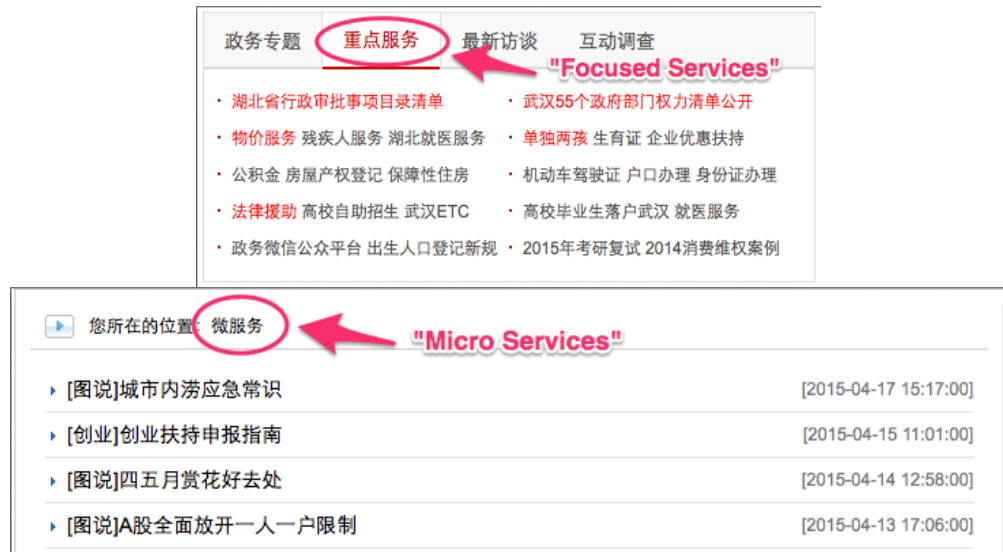 政务专题 重点服务 最新访谈 互动调查
"Focused Services"
· 湖北省行政审批事项目录清单 · 武汉55个政府部门权力清单公开
· 物价服务 残疾人服务 湖北就医服务 · 单独两孩 生育证 企业优惠扶持
· 公积金 房屋产权登记 保障性住房 · 机动车驾驶证 户口办理 身份证办理
· 法律援助 高校自助招生 武汉ETC · 高校毕业生落户武汉 就医服务
· 政务微信公众平台 出生人口登记新规 · 2015年考研复试 2014消费维权案例
您所在的位置: 微服务
"Micro Services"
[图说]城市内涝应急常识 [2015-04-17 15:17:00]
[创业]创业扶持申报指南 [2015-04-15 11:01:00]
[图说]四五月赏花好去处 [2015-04-14 12:58:00]
[图说]A股全面放开一人一户限制 [2015-04-13 17:06:00]